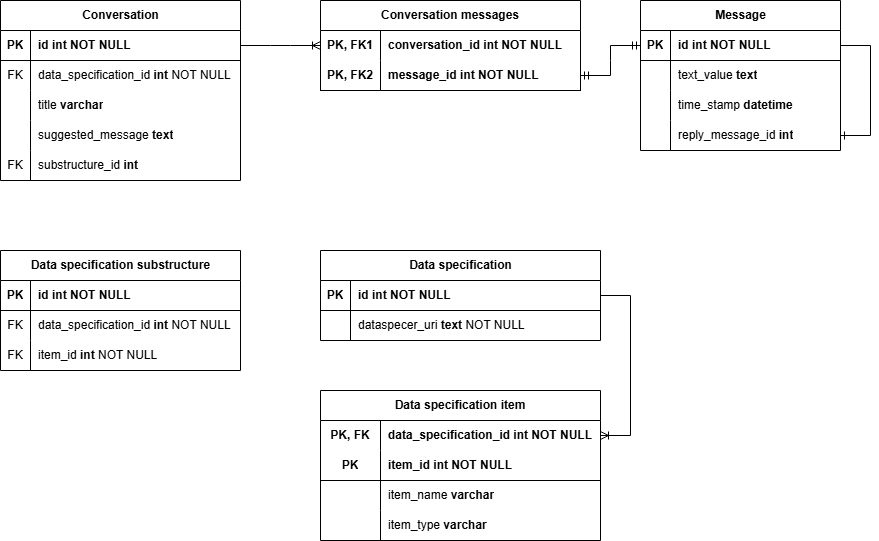 Conversation
PK id int NOT NULL
FK data_specification_id int NOT NULL
title varchar
suggested_message text
FK substructure_id int
Conversation messages
PK, FK1 conversation_id int NOT NULL
PK, FK2 message_id int NOT NULL
Message
PK id int NOT NULL
text_value text
time_stamp datetime
reply_message_id int
Data specification substructure
PK id int NOT NULL
FK data_specification_id int NOT NULL
FK item_id int NOT NULL
Data specification
PK id int NOT NULL
dataspecer_uri text NOT NULL
Data specification item
PK, FK data_specification_id int NOT NULL
PK item_id int NOT NULL
item_name varchar
item_type varchar